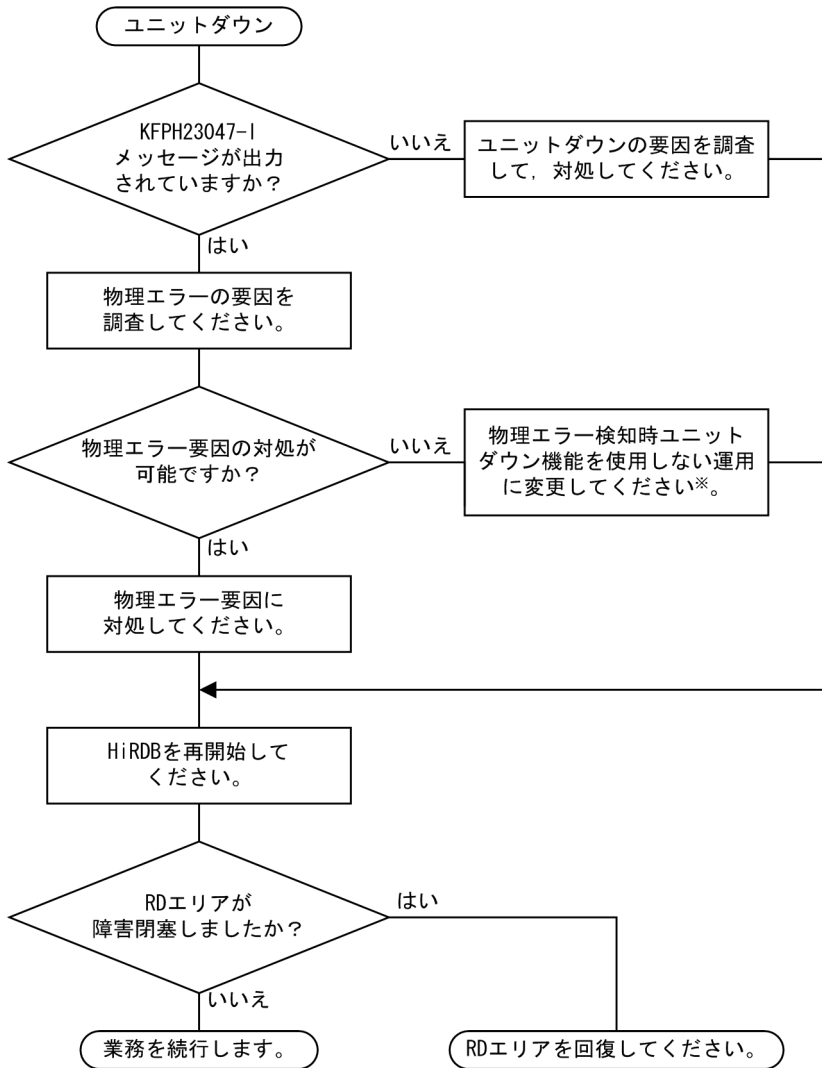 ユニットダウン
KFPH23047-I
メッセージが出力
されていますか？
いいえ
ユニットダウンの要因を調査
して，対処してください。
はい
物理エラーの要因を
調査してください。
物理エラー要因の対処が
可能ですか？
いいえ
物理エラー検知時ユニット
ダウン機能を使用しない運用
に変更してください※。
はい
物理エラー要因に
対処してください。
HiRDBを再開始して
ください。
RDエリアが
障害閉塞しましたか？
はい
いいえ
業務を続行します。
RDエリアを回復してください。